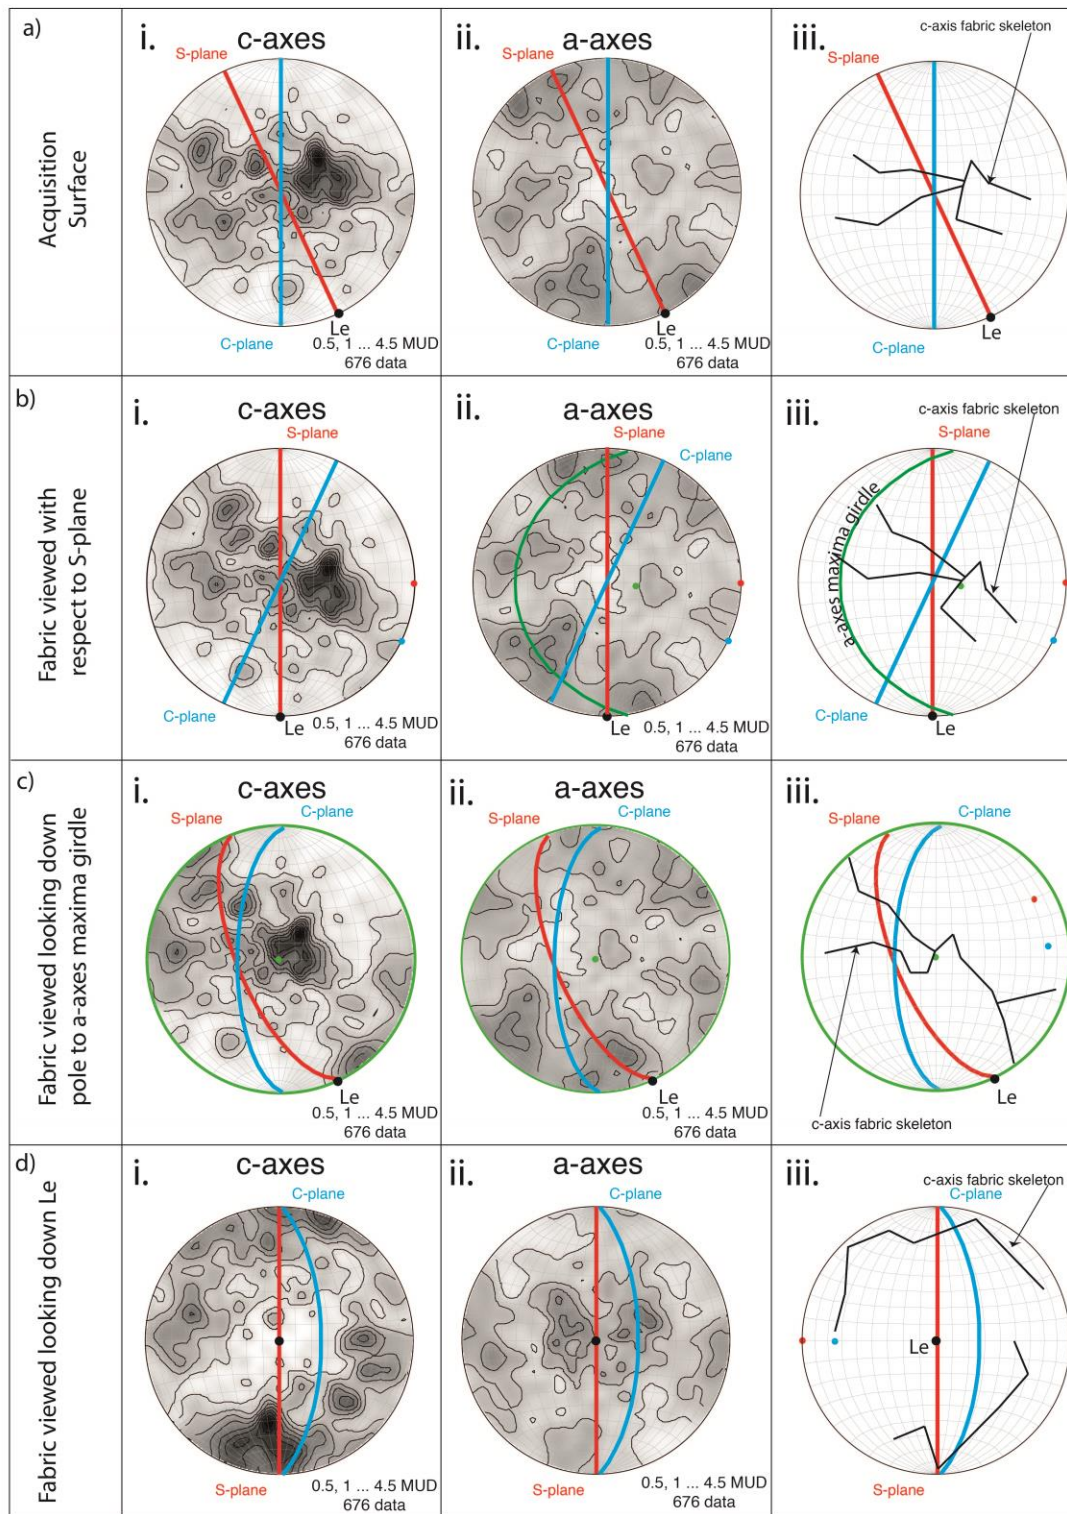 a)
Acquisition
Surface
i.
c-axes
S-plane
C-plane
Le
0.5, 1 ... 4.5 MUD
676 data
ii.
a-axes
S-plane
C-plane
Le
0.5, 1 ... 4.5 MUD
676 data
iii.
c-axis fabric skeleton
S-plane
C-plane
Le
b)
Fabric viewed with
respect to S-plane
i.
c-axes
S-plane
C-plane
Le
0.5, 1 ... 4.5 MUD
676 data
ii.
a-axes
S-plane
C-plane
Le
0.5, 1 ... 4.5 MUD
676 data
iii.
c-axis fabric skeleton
S-plane
a-axes maxima girdle
C-plane
Le
c)
Fabric viewed looking down
pole to a-axes maxima girdle
i.
c-axes
S-plane
C-plane
Le
0.5, 1 ... 4.5 MUD
676 data
ii.
a-axes
S-plane
C-plane
Le
0.5, 1 ... 4.5 MUD
676 data
iii.
S-plane
C-plane
Le
c-axis fabric skeleton
d)
Fabric viewed looking down Le
i.
c-axes
C-plane
S-plane
0.5, 1 ... 4.5 MUD
676 data
ii.
a-axes
C-plane
S-plane
0.5, 1 ... 4.5 MUD
676 data
iii.
c-axis fabric skeleton
C-plane
Le
S-plane